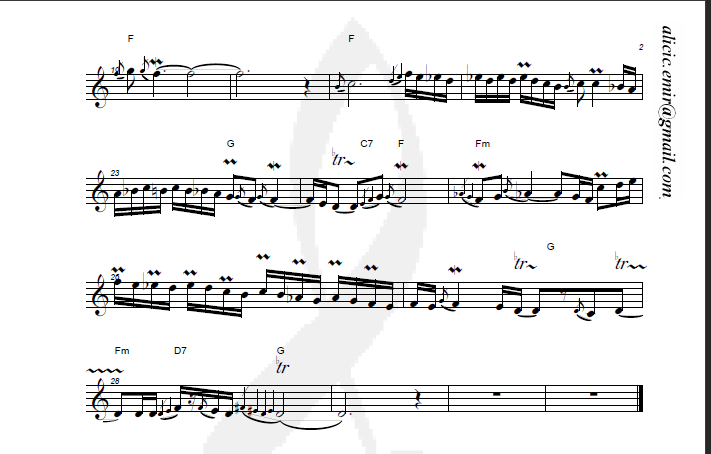 2
alicic.emir@gmail.com
F F
19
G tr C7 F Fm
23
G
tr tr
26
Fm D7 G
28
tr